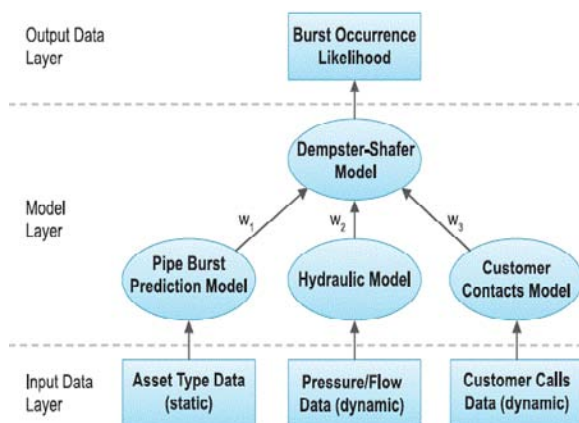 Output Data
Layer
Burst Occurrence
Likelihood
Dempster-Shafer
Model
Model
Layer
w1
w2
w3
Pipe Burst
Prediction Model
Hydraulic Model
Customer
Contacts Model
Input Data
Layer
Asset Type Data
(static)
Pressure/Flow
Data (dynamic)
Customer Calls
Data (dynamic)